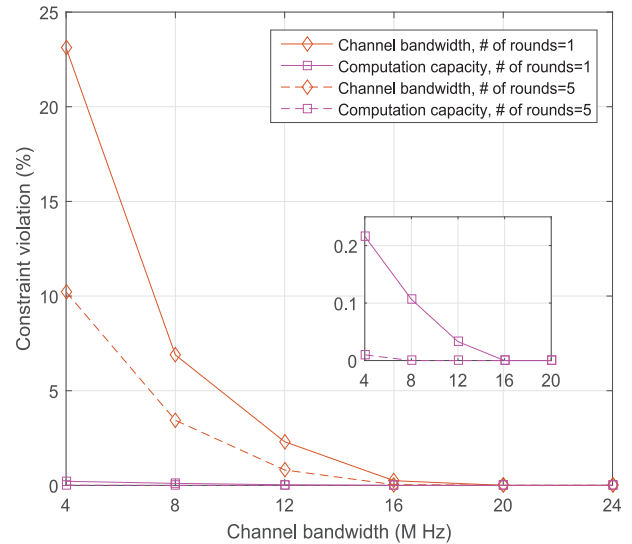 25
20
15
10
5
0
Constraint violation (%)
Channel bandwidth, # of rounds=1
Computation capacity, # of rounds=1
Channel bandwidth, # of rounds=5
Computation capacity, # of rounds=5
0.2
0.1
0
4 8 12 16 20
4 8 12 16 20 24
Channel bandwidth (M Hz)